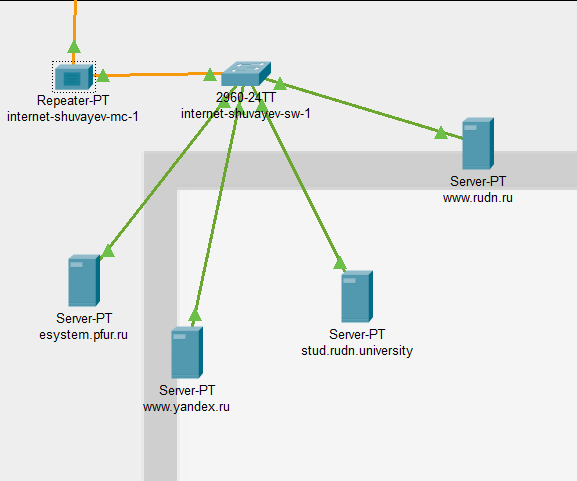 2960-24TT
Repeater-PT
internet-shuvayev-mc-1
internet-shuvayev-sw-1
Server-PT
www.rudn.ru
Server-PT
esystem.pfur.ru
Server-PT
stud.rudn.university
Server-PT
www.yandex.ru